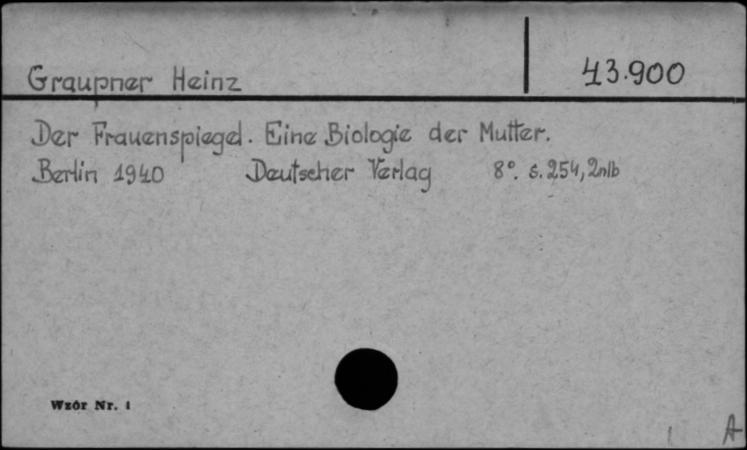 Graupner Heinz 43.900
Der Frauenspiegel. Eine Biologie der Mutter.
Berlin 1940 Deutscher Verlag 8°. s. 254, 2nlb
Wzór Nr. 1
A